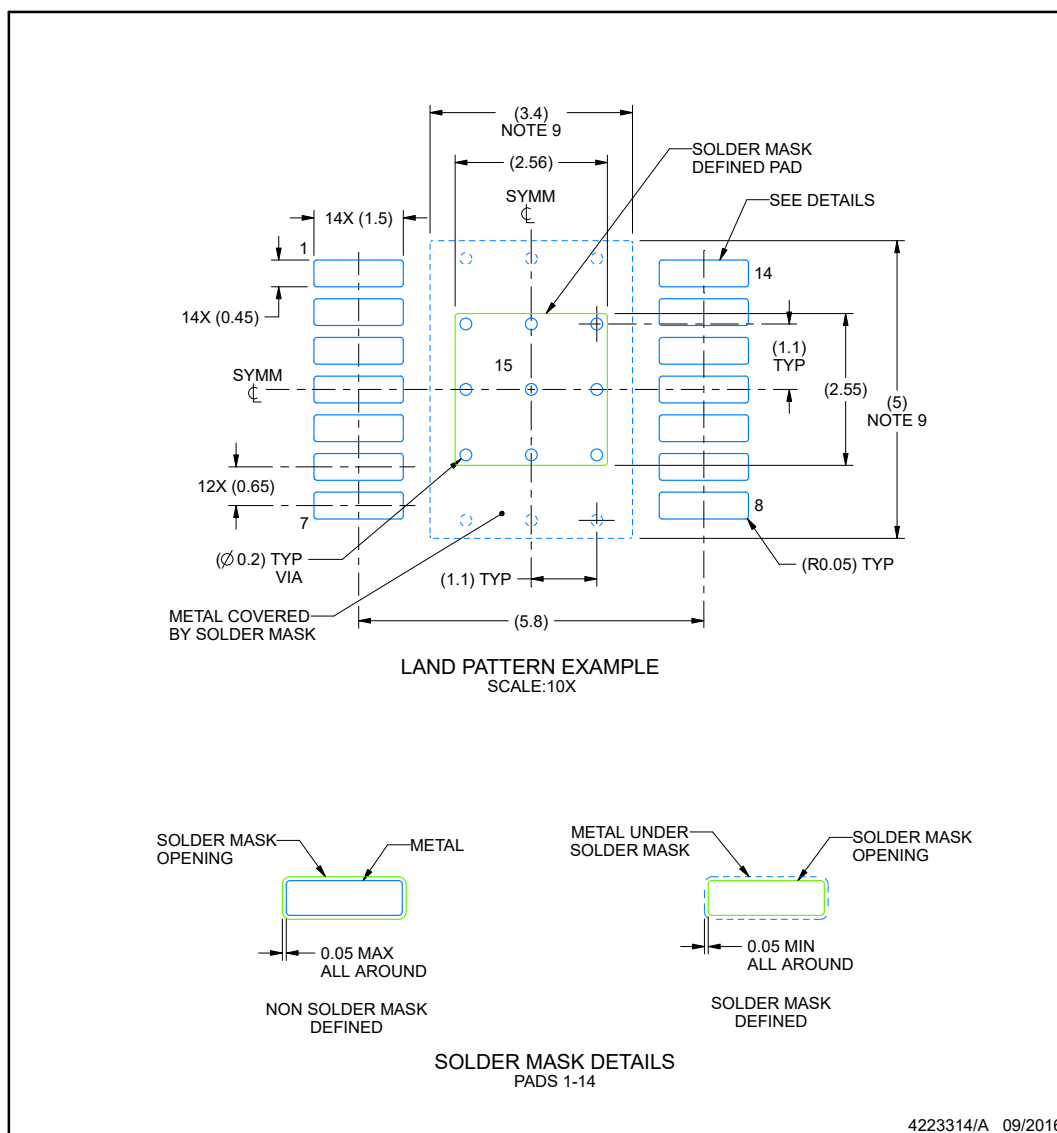 (3.4)
NOTE 9
(2.56)
SOLDER MASK
DEFINED PAD
SYMM
℄
SEE DETAILS
14X (1.5)
1
14
14X (0.45)
(1.1)
TYP
15
SYMM
℄
(2.55)
(5)
NOTE 9
12X (0.65)
7
8
(Ø 0.2) TYP
VIA
(1.1) TYP
(R0.05) TYP
METAL COVERED
BY SOLDER MASK
(5.8)
LAND PATTERN EXAMPLE
SCALE:10X
SOLDER MASK
OPENING
METAL
0.05 MAX
ALL AROUND
NON SOLDER MASK
DEFINED
METAL UNDER
SOLDER MASK
SOLDER MASK
OPENING
0.05 MIN
ALL AROUND
SOLDER MASK
DEFINED
SOLDER MASK DETAILS
PADS 1-14
4223314/A 09/2016